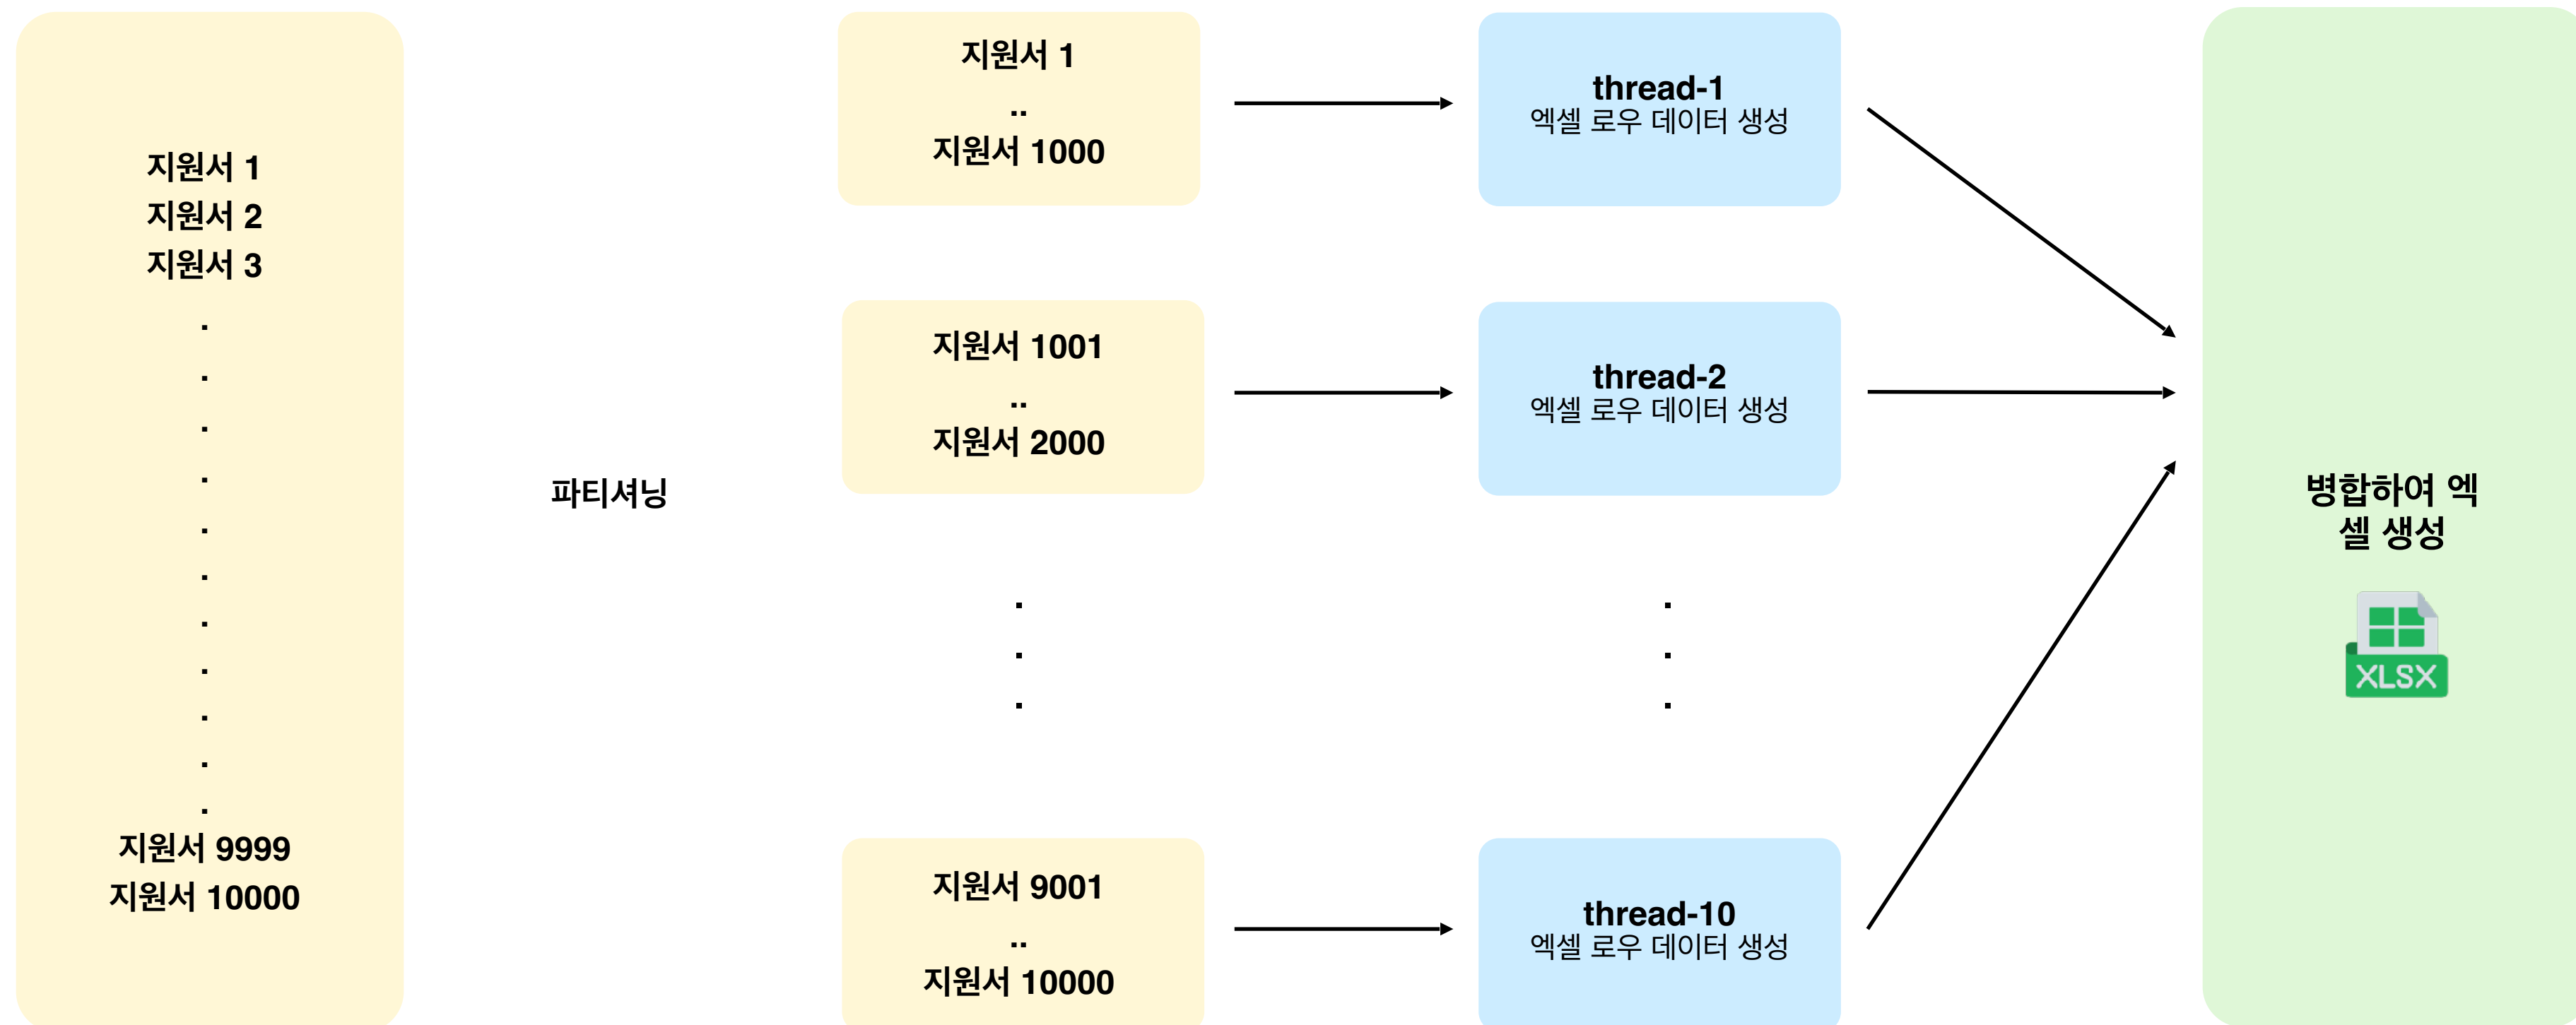 지원서 1
지원서 2
지원서 3
.
.
.
.
.
.
.
.
.
.
.
지원서 9999
지원서 10000
파티셔닝
지원서 1
..
지원서 1000
지원서 1001
..
지원서 2000
.
.
.
지원서 9001
..
지원서 10000
thread-1
엑셀 로우 데이터 생성
thread-2
엑셀 로우 데이터 생성
.
.
.
thread-10
엑셀 로우 데이터 생성
병합하여 엑
셀 생성
XLSX